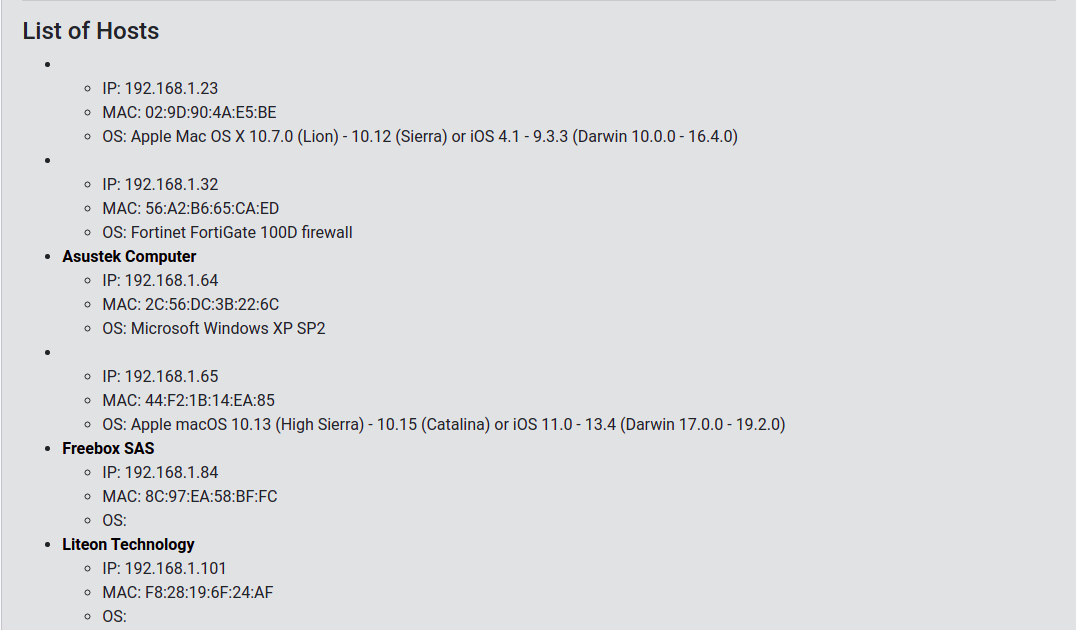 List of Hosts
IP: 192.168.1.23
MAC: 02:9D:90:4A:E5:BE
OS: Apple Mac OS X 10.7.0 (Lion) - 10.12 (Sierra) or iOS 4.1 - 9.3.3 (Darwin 10.0.0 - 16.4.0)
IP: 192.168.1.32
MAC: 56:A2:B6:65:CA:ED
OS: Fortinet FortiGate 100D firewall
Asustek Computer
IP: 192.168.1.64
MAC: 2C:56:DC:3B:22:6C
OS: Microsoft Windows XP SP2
IP: 192.168.1.65
MAC: 44:F2:1B:14:EA:85
OS: Apple macOS 10.13 (High Sierra) - 10.15 (Catalina) or iOS 11.0 - 13.4 (Darwin 17.0.0 - 19.2.0)
Freebox SAS
IP: 192.168.1.84
MAC: 8C:97:EA:58:BF:FC
OS:
Liteon Technology
IP: 192.168.1.101
MAC: F8:28:19:6F:24:AF
OS: